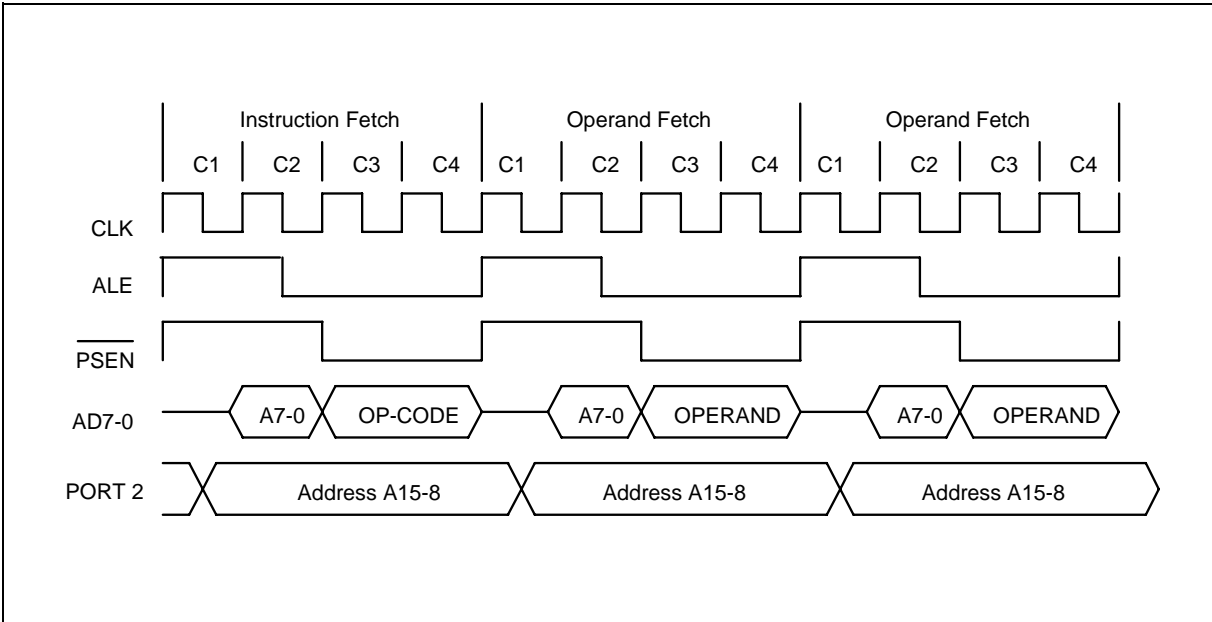 Instruction Fetch Operand Fetch Operand Fetch
C1 C2 C3 C4 C1 C2 C3 C4 C1 C2 C3 C4
CLK
ALE
PSEN
AD7-0 A7-0 OP-CODE A7-0 OPERAND A7-0 OPERAND
PORT 2 Address A15-8 Address A15-8 Address A15-8